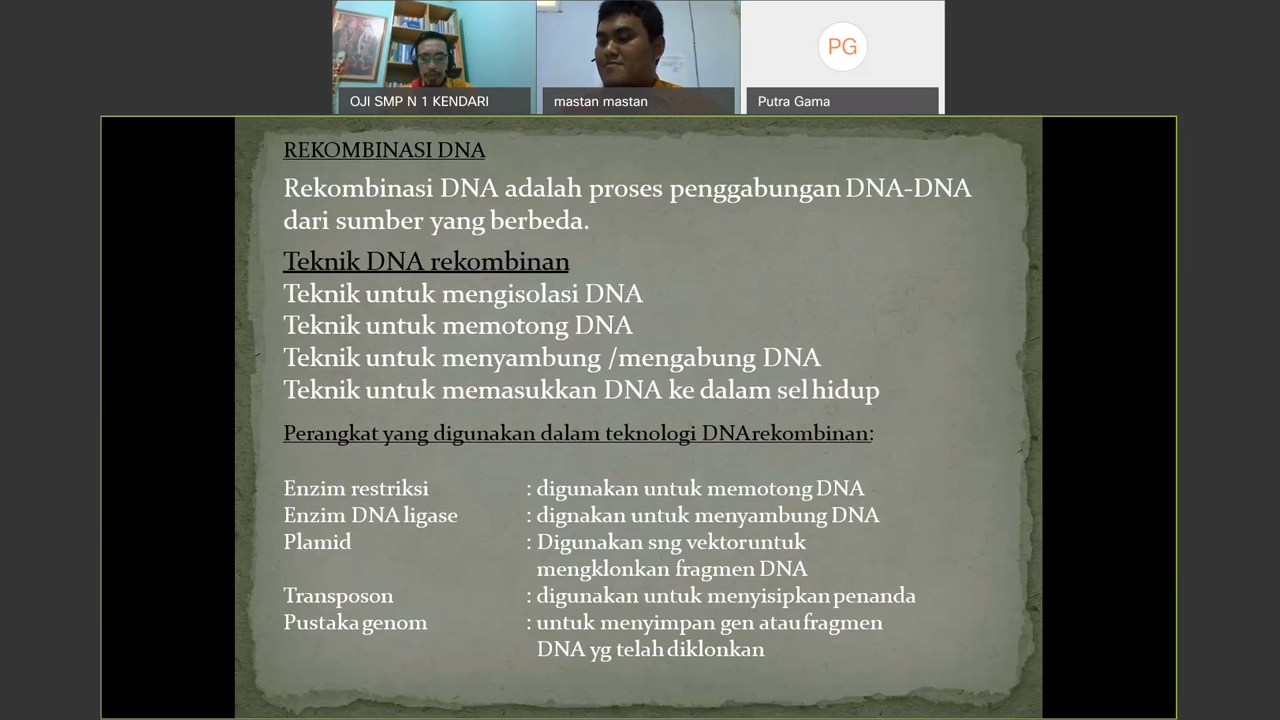 PG
OJI SMP N 1 KENDARI
mastan mastan
Putra Gama
REKOMBINASI DNA
Rekombinasi DNA adalah proses penggabungan DNA-DNA
dari sumber yang berbeda.
Teknik DNA rekombinan
Teknik untuk mengisolasi DNA
Teknik untuk memotong DNA
Teknik untuk menyambung /mengabung DNA
Teknik untuk memasukkan DNA ke dalam sel hidup
Perangkat yang digunakan dalam teknologi DNA rekombinan:
Enzim restriksi : digunakan untuk memotong DNA
Enzim DNA ligase : dignakan untuk menyambung DNA
Plamid : Digunakan sng vektor untuk
mengklonkan fragmen DNA
Transposon : digunakan untuk menyisipkan penanda
Pustaka genom : untuk menyimpan gen atau fragmen
DNA yg telah diklonkan